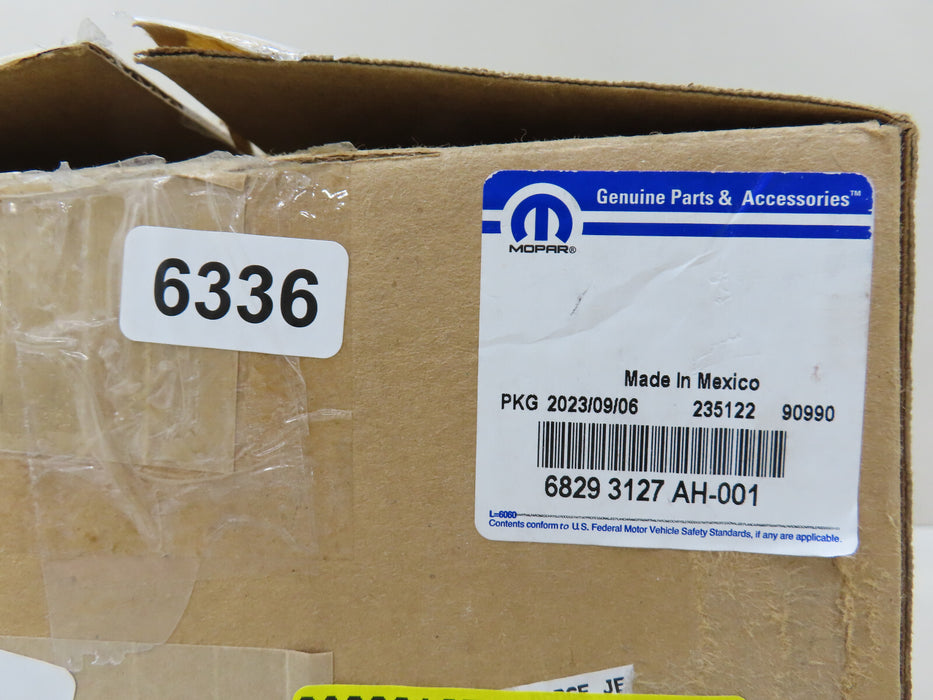 6336
Genuine Parts & Accessories™
MOPAR®
Made In Mexico
PKG 2023/09/06 235122 90990
6829 3127 AH-001
L=6060
Contents conform to U.S. Federal Motor Vehicle Safety Standards, if any are applicable.
JE